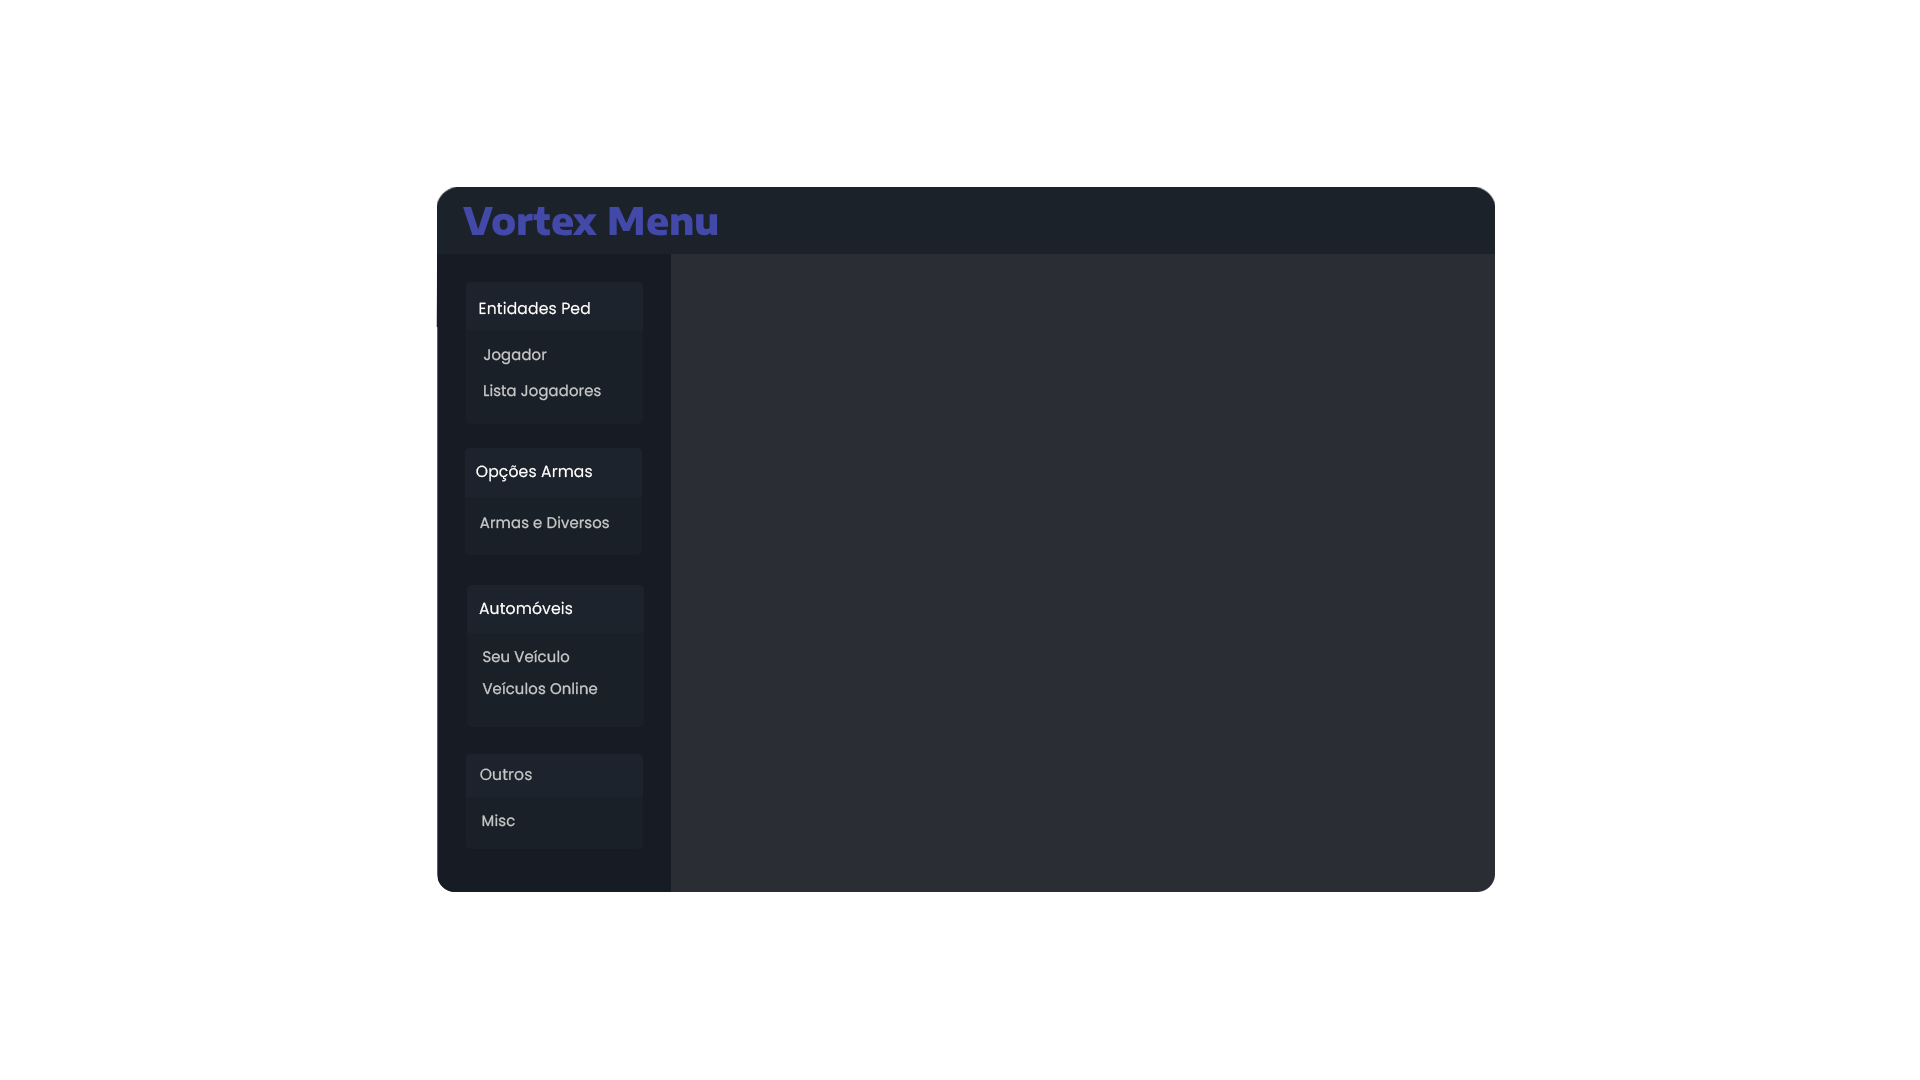 Vortex Menu
Entidades Ped
Jogador
Lista Jogadores
Opções Armas
Armas e Diversos
Automóveis
Seu Veículo
Veículos Online
Outros
Misc